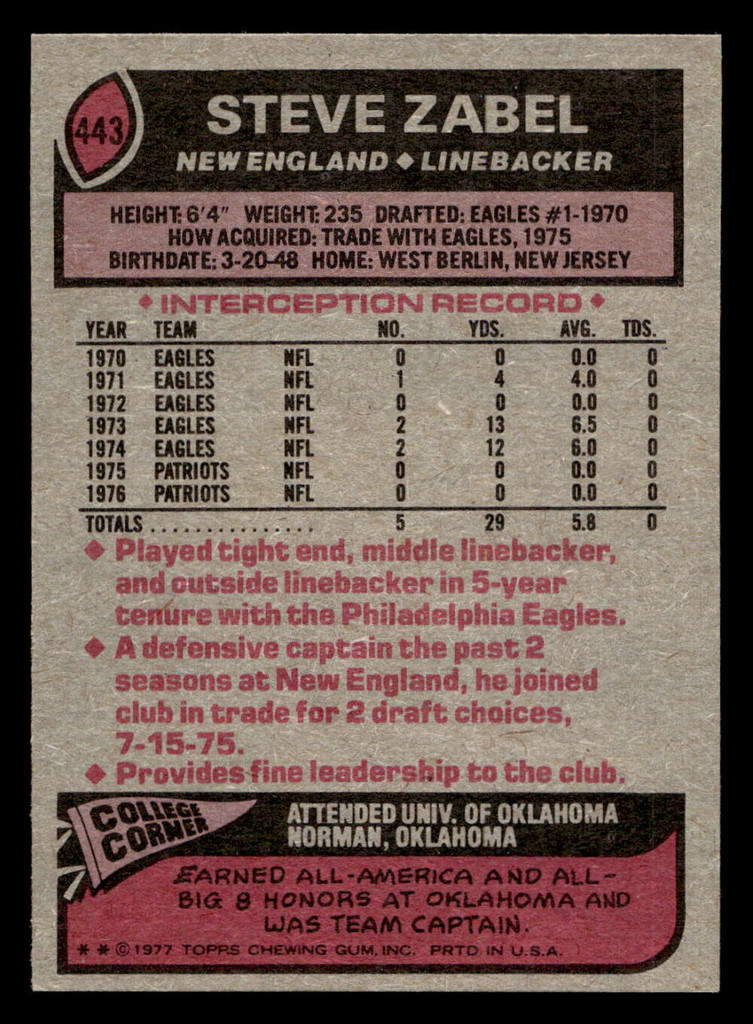 443
STEVE ZABEL
NEW ENGLAND ◆ LINEBACKER
HEIGHT: 6'4" WEIGHT: 235 DRAFTED: EAGLES #1-1970
HOW ACQUIRED: TRADE WITH EAGLES, 1975
BIRTHDATE: 3-20-48 HOME: WEST BERLIN, NEW JERSEY
◆ INTERCEPTION RECORD ◆
YEAR TEAM NO. YDS. AVG. TDS.
1970 EAGLES NFL 0 0 0.0 0
1971 EAGLES NFL 1 4 4.0 0
1972 EAGLES NFL 0 0 0.0 0
1973 EAGLES NFL 2 13 6.5 0
1974 EAGLES NFL 2 12 6.0 0
1975 PATRIOTS NFL 0 0 0.0 0
1976 PATRIOTS NFL 0 0 0.0 0
TOTALS ............... 5 29 5.8 0
◆ Played tight end, middle linebacker,
and outside linebacker in 5-year
tenure with the Philadelphia Eagles.
◆ A defensive captain the past 2
seasons at New England, he joined
club in trade for 2 draft choices,
7-15-75.
◆ Provides fine leadership to the club.
COLLEGE
CORNER
ATTENDED UNIV. OF OKLAHOMA
NORMAN, OKLAHOMA
EARNED ALL-AMERICA AND ALL-
BIG 8 HONORS AT OKLAHOMA AND
WAS TEAM CAPTAIN.
* * © 1977 TOPPS CHEWING GUM, INC. PRTD IN U.S.A.